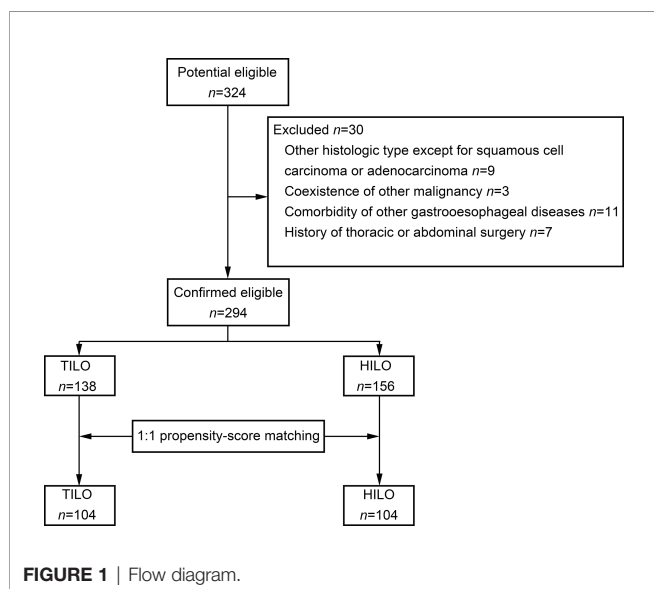 Potential eligible
n=324
Excluded n=30
Other histologic type except for squamous cell
carcinoma or adenocarcinoma n=9
Coexistence of other malignancy n=3
Comorbidity of other gastrooesophageal diseases n=11
History of thoracic or abdominal surgery n=7
Confirmed eligible
n=294
TILO
n=138
HILO
n=156
1:1 propensity-score matching
TILO
n=104
HILO
n=104
FIGURE 1 | Flow diagram.